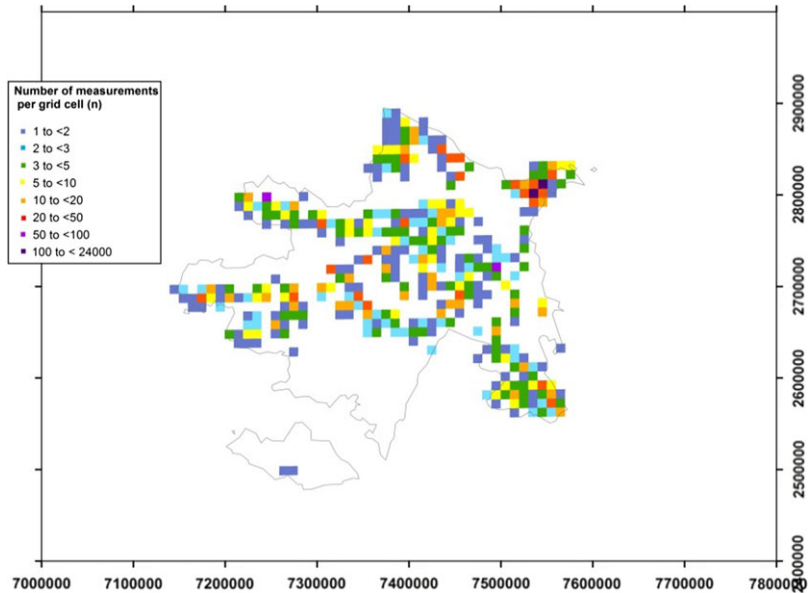 Number of measurements
per grid cell (n)
1 to <2
2 to <3
3 to <5
5 to <10
10 to <20
20 to <50
50 to <100
100 to < 24000
2900000
2800000
2700000
2600000
2500000
7000000 7100000 7200000 7300000 7400000 7500000 7600000 7700000 7800000